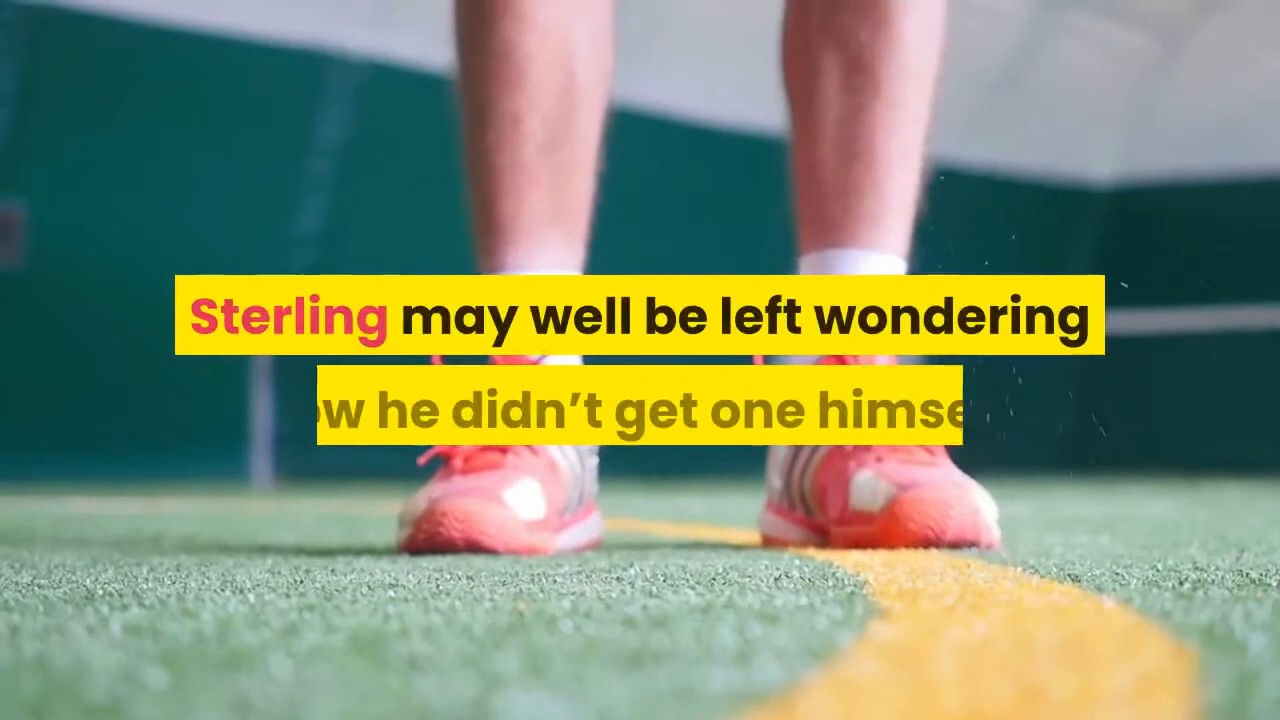 Sterling may well be left wondering
he didn’t get one